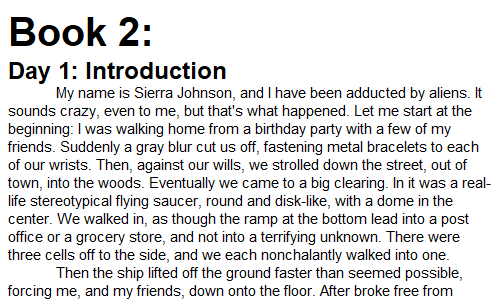 Book 2:
Day 1: Introduction
My name is Sierra Johnson, and I have been adducted by aliens. It
sounds crazy, even to me, but that's what happened. Let me start at the
beginning: I was walking home from a birthday party with a few of my
friends. Suddenly a gray blur cut us off, fastening metal bracelets to each
of our wrists. Then, against our wills, we strolled down the street, out of
town, into the woods. Eventually we came to a big clearing. In it was a real-
life stereotypical flying saucer, round and disk-like, with a dome in the
center. We walked in, as though the ramp at the bottom lead into a post
office or a grocery store, and not into a terrifying unknown. There were
three cells off to the side, and we each nonchalantly walked into one.
Then the ship lifted off the ground faster than seemed possible,
forcing me, and my friends, down onto the floor. After broke free from